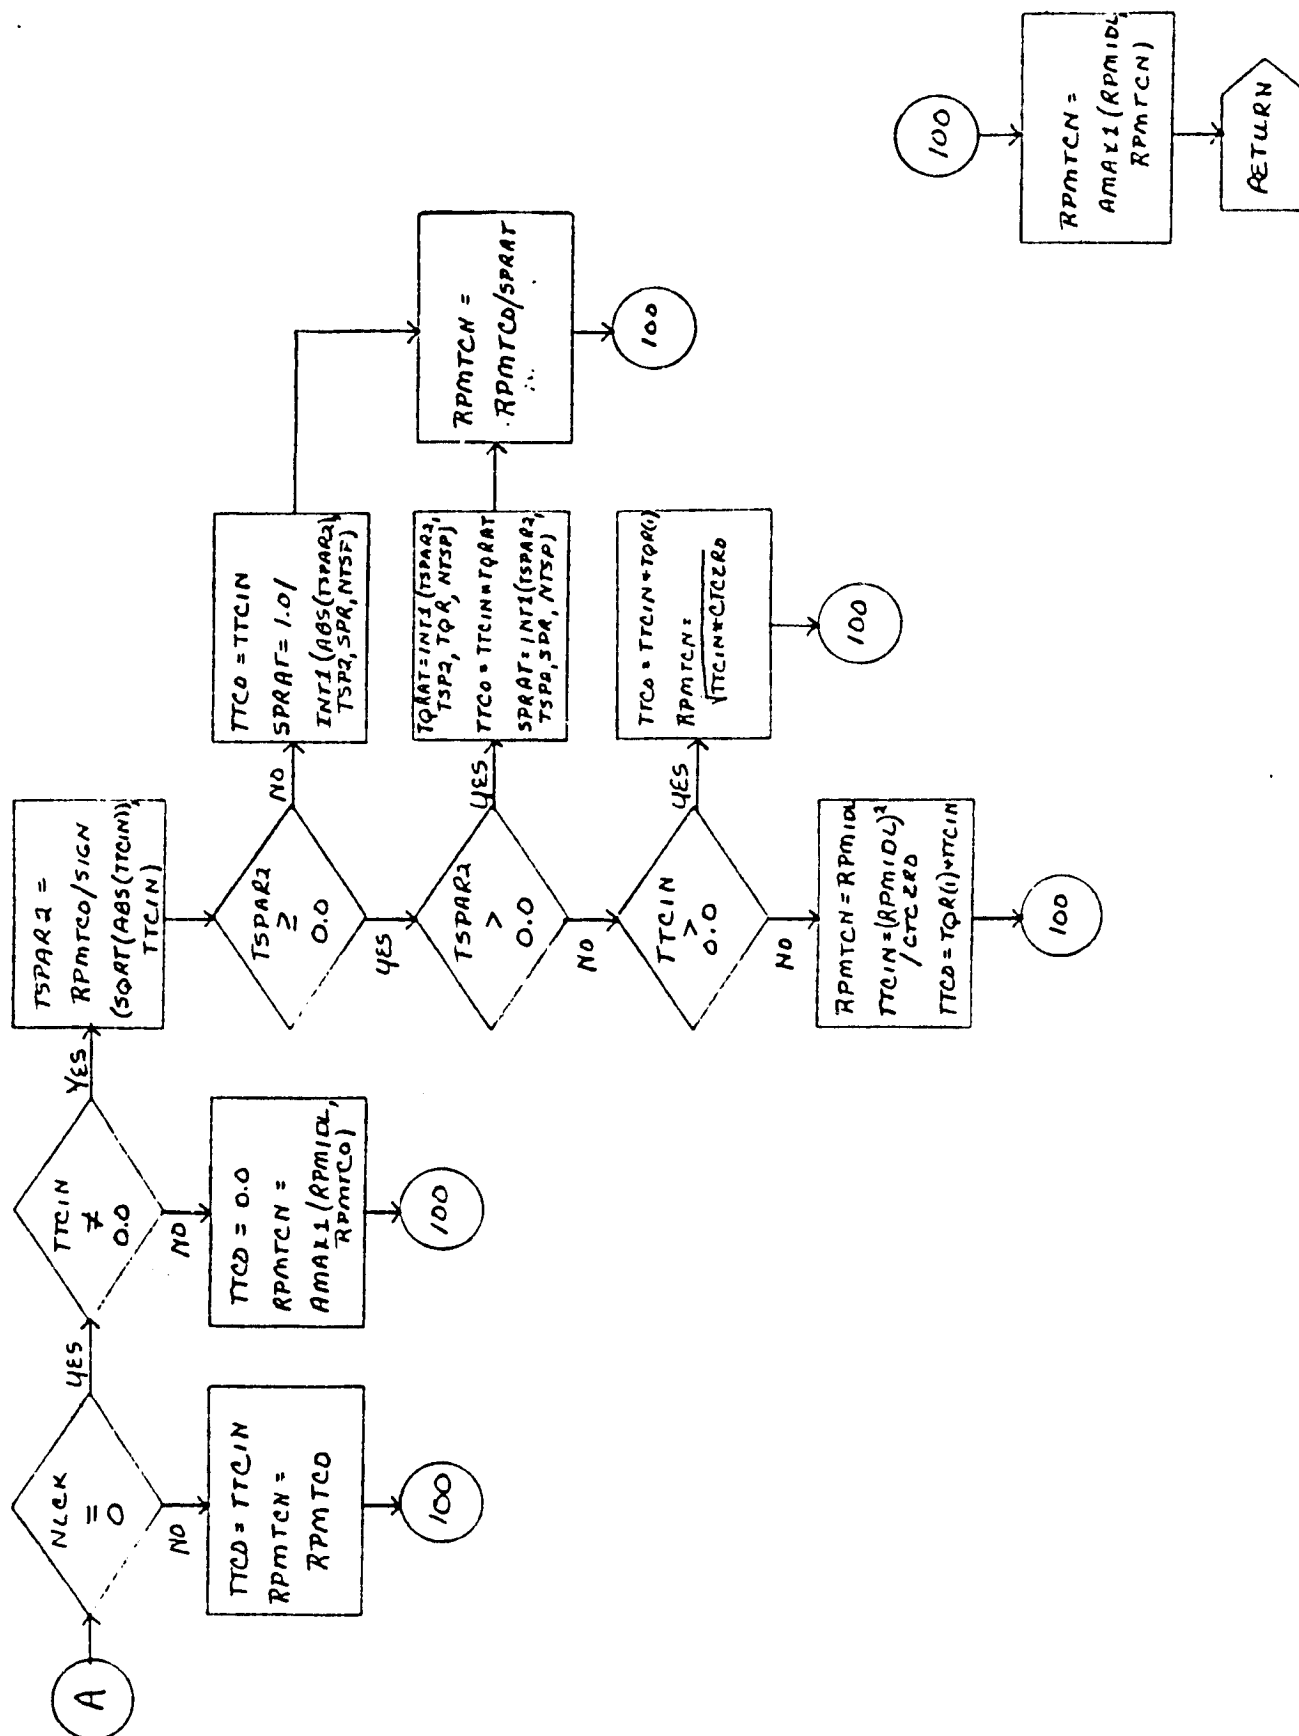 A
NLCK
= 0
YES
NO
TTCO = TTCIN
RPMTCN =
RPMTCO
100
TTCIN
≠
0.0
YES
NO
TTCO = 0.0
RPMTCN =
AMAX1(RPMIDL,
RPMTCO)
100
TSPAR2 =
RPMTCO/SIGN
(SQRT(ABS(TTCIN)),
TTCIN)
TSPAR2
≥
0.0
NO
YES
TTCO = TTCIN
SPRAT = 1.0/
INT1(ABS(TSPAR2),
TSP2, SPR, NTSF)
TSPAR2
>
0.0
YES
NO
TQRAT=INT1(TSPAR2,
TSP2, TQR, NTSP)
TTCO = TTCIN*TQRAT
SPRAT=INT1(TSPAR2,
TSP2, SPR, NTSP)
RPMTCN =
RPMTCO/SPRAT
100
TTCIN
>
0.0
YES
NO
TTCO = TTCIN*TQR(1)
RPMTCN =
√TTCIN*CTCZRO
100
RPMTCN=RPMIDL
TTCIN=(RPMIDL)²
/CTCZRO
TTCO=TQR(1)*TTCIN
100
100
RPMTCN =
AMAX1(RPMIDL,
RPMTCN)
RETURN